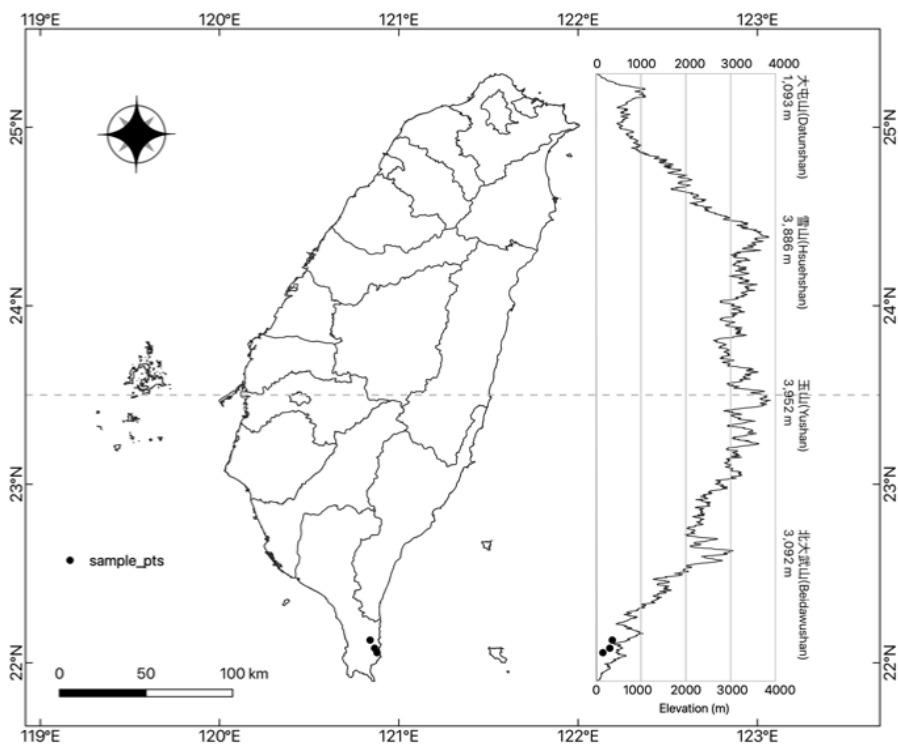 119°E 120°E 121°E 122°E 123°E
0 1000 2000 3000 4000
大屯山(Datunshan)
1,093 m
雪山(Hsuehshan)
3,886 m
玉山(Yushan)
3,952 m
北大武山(Beidawushan)
3,092 m
25°N 25°N
24°N 24°N
23°N 23°N
22°N 22°N
sample_pts
0 50 100 km
0 1000 2000 3000 4000
Elevation (m)
119°E 120°E 121°E 122°E 123°E